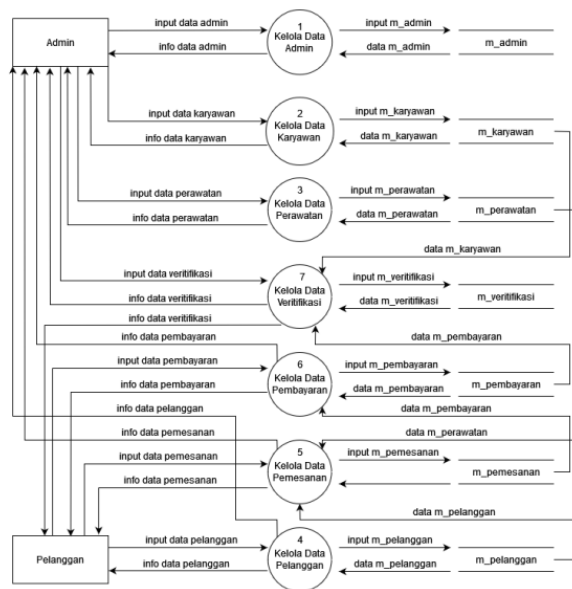 Admin
input data admin
info data admin
1
Kelola Data
Admin
input m_admin
data m_admin
m_admin
input data karyawan
info data karyawan
2
Kelola Data
Karyawan
input m_karyawan
data m_karyawan
m_karyawan
input data perawatan
info data perawatan
3
Kelola Data
Perawatan
input m_perawatan
data m_perawatan
m_perawatan
data m_karyawan
input data veritifikasi
info data veritifikasi
info data veritifikasi
7
Kelola Data
Veritifikasi
input m_veritifikasi
data m_veritifikasi
m_veritifikasi
data m_pembayaran
info data pembayaran
input data pembayaran
info data pembayaran
6
Kelola Data
Pembayaran
input m_pembayaran
data m_pembayaran
m_pembayaran
data m_pembayaran
info data pelanggan
info data pemesanan
input data pemesanan
info data pemesanan
5
Kelola Data
Pemesanan
data m_perawatan
input m_pemesanan
m_pemesanan
data m_pelanggan
Pelanggan
input data pelanggan
info data pelanggan
4
Kelola Data
Pelanggan
input m_pelanggan
data m_pelanggan
m_pelanggan